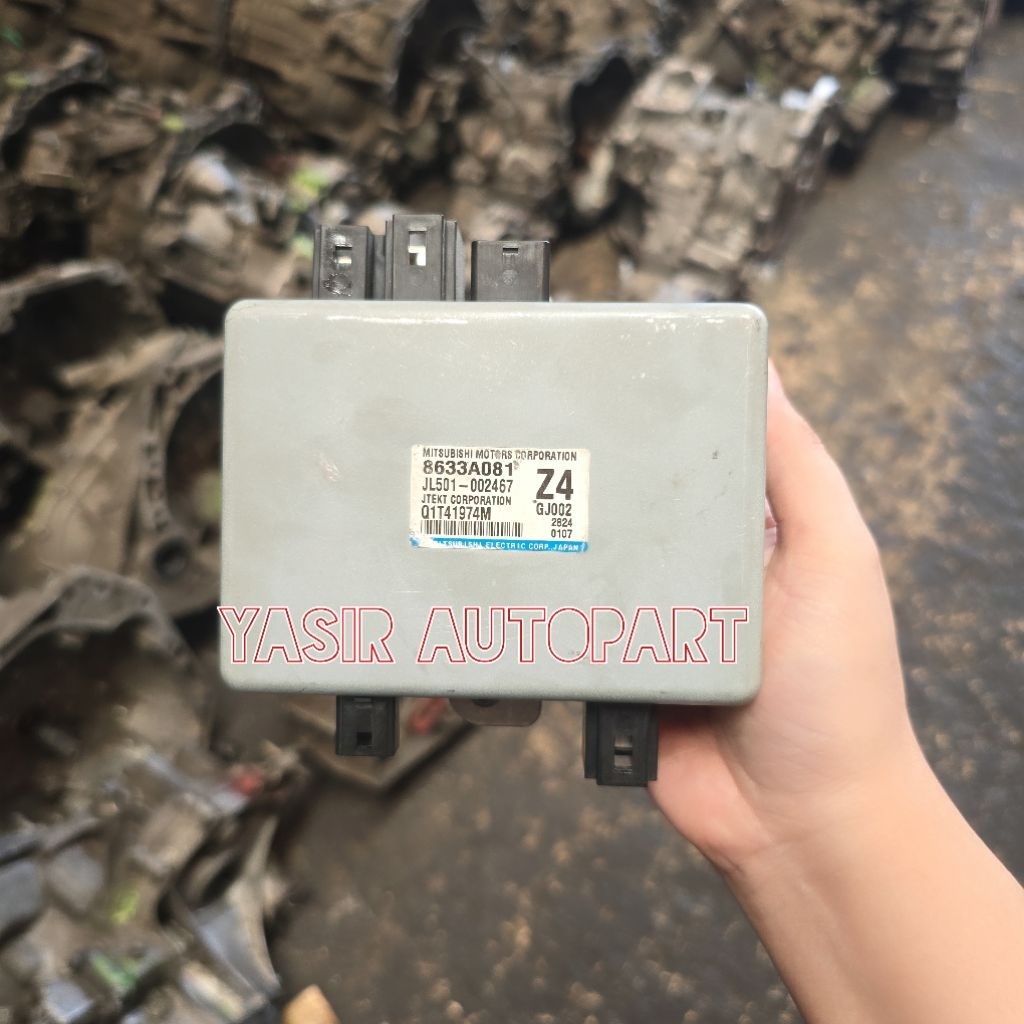 MITSUBISHI MOTORS CORPORATION
8633A081
JL501-002467
Z4
JTEKT CORPORATION
GJ002
Q1T41974M
2824
0107
MITSUBISHI ELECTRIC CORP. JAPAN
YASIR AUTOPART